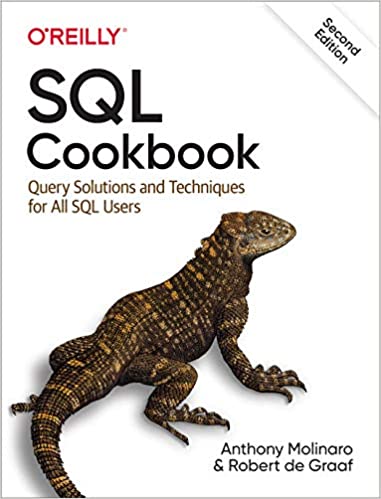 O'REILLY®
Second
Edition
SQL
Cookbook
Query Solutions and Techniques
for All SQL Users
Anthony Molinaro
& Robert de Graaf